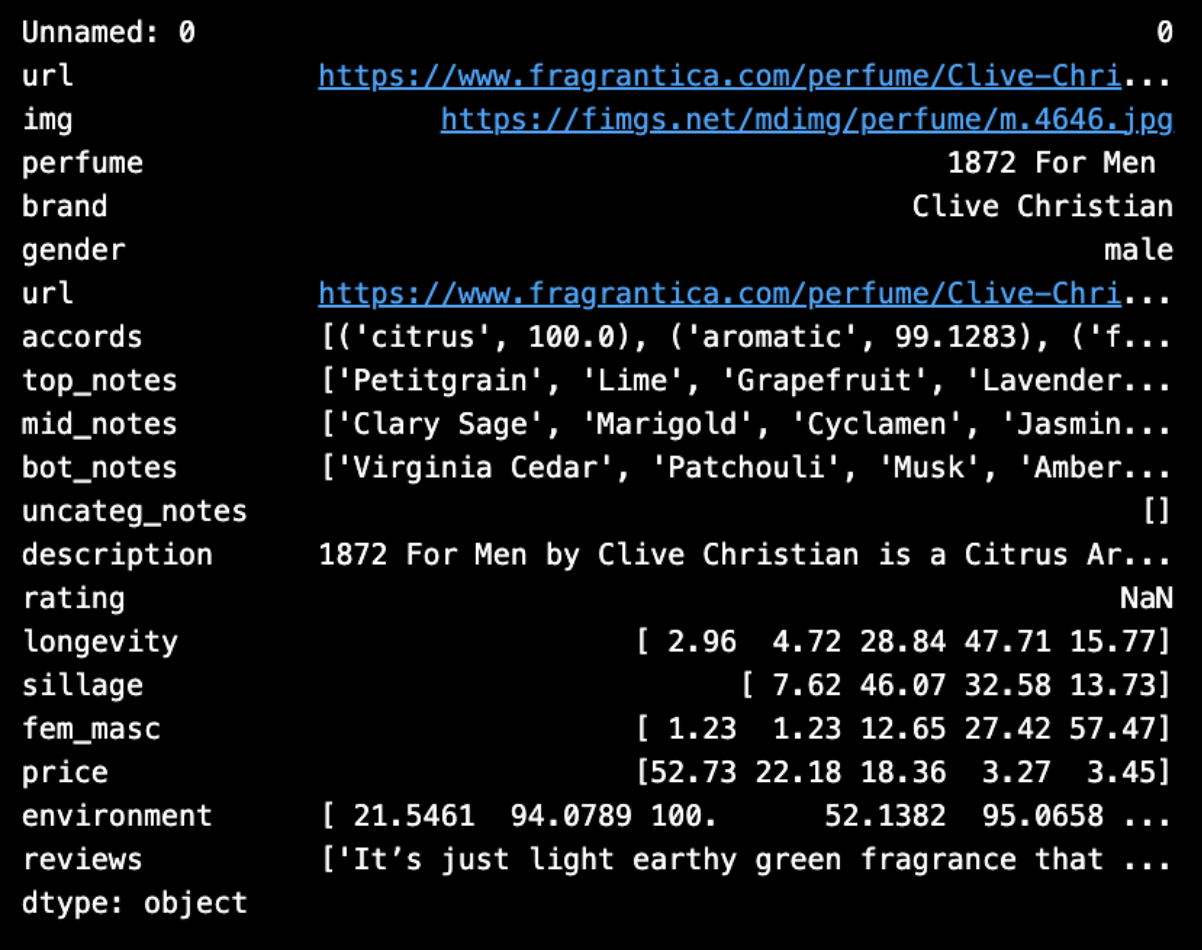 Unnamed: 0 0
url https://www.fragrantica.com/perfume/Clive-Chri...
img https://fimgs.net/mdimg/perfume/m.4646.jpg
perfume 1872 For Men
brand Clive Christian
gender male
url https://www.fragrantica.com/perfume/Clive-Chri...
accords [('citrus', 100.0), ('aromatic', 99.1283), ('f...
top_notes ['Petitgrain', 'Lime', 'Grapefruit', 'Lavender...
mid_notes ['Clary Sage', 'Marigold', 'Cyclamen', 'Jasmin...
bot_notes ['Virginia Cedar', 'Patchouli', 'Musk', 'Amber...
uncateg_notes []
description 1872 For Men by Clive Christian is a Citrus Ar...
rating NaN
longevity [ 2.96  4.72 28.84 47.71 15.77]
sillage [ 7.62 46.07 32.58 13.73]
fem_masc [ 1.23  1.23 12.65 27.42 57.47]
price [52.73 22.18 18.36  3.27  3.45]
environment [ 21.5461  94.0789 100.      52.1382  95.0658 ...
reviews ['It’s just light earthy green fragrance that ...
dtype: object